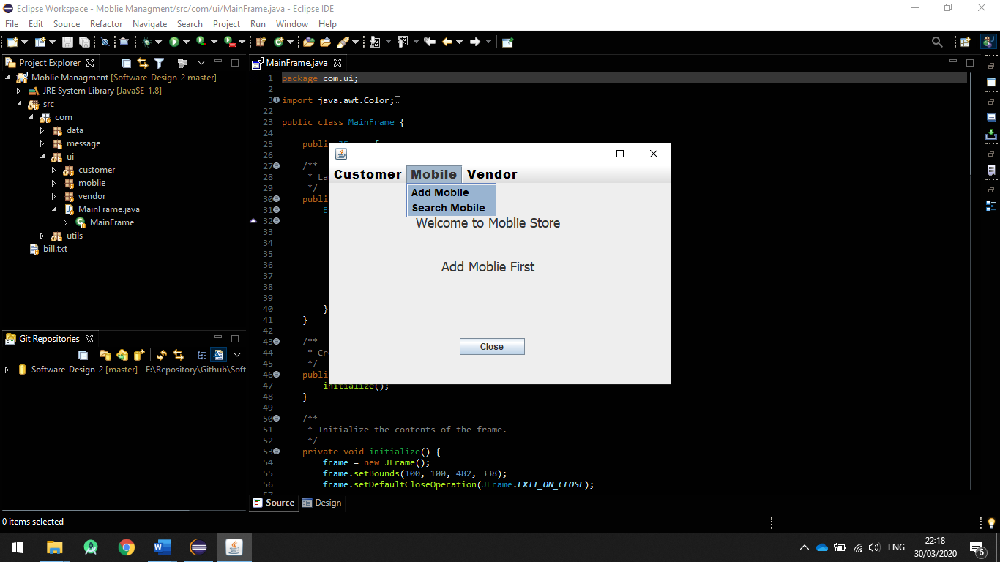 Eclipse Workspace - Moblie Managment/src/com/ui/MainFrame.java - Eclipse IDE
File Edit Source Refactor Navigate Search Project Run Window Help
Project Explorer
Moblie Managment [Software-Design-2 master]
JRE System Library [JavaSE-1.8]
src
com
data
message
ui
customer
moblie
vendor
MainFrame.java
MainFrame
utils
bill.txt
Git Repositories
GIT
Software-Design-2 [master] - F:\Repository\Github\Soft
MainFrame.java
1 package com.ui;
2
3 import java.awt.Color;
22
23 public class MainFrame {
24
25 publi
26
27 /**
28 * La
29 */
30 publi
31 E
32
33
34
35
36
37
38
39
40 }
41 }
42
43 /**
44 * Cr
45 */
46 publi
47 initialize();
48 }
49
50 /**
51 * Initialize the contents of the frame.
52 */
53 private void initialize() {
54 frame = new JFrame();
55 frame.setBounds(100, 100, 482, 338);
56 frame.setDefaultCloseOperation(JFrame.EXIT_ON_CLOSE);
57
Source Design
Customer Mobile Vendor
Add Mobile
Search Mobile
Welcome to Moblie Store
Add Moblie First
Close
0 items selected
ENG
22:18
30/03/2020
6